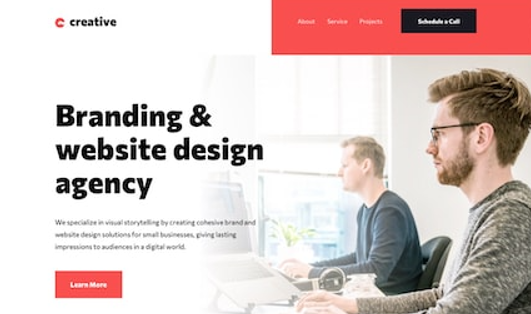 creative
About Service Projects Schedule a Call
Branding &
website design
agency
We specialize in visual storytelling by creating cohesive brand and
website design solutions for small businesses, giving lasting
impressions to audiences in a digital world.
Learn More